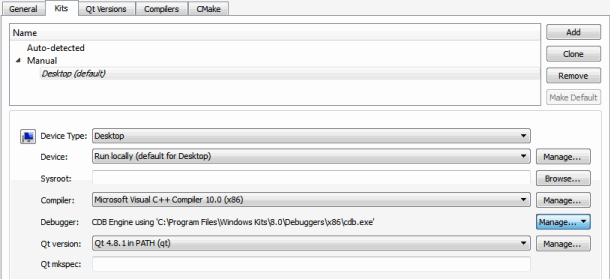 General Kits Qt Versions Compilers CMake
Name
Auto-detected
Manual
Desktop (default)
Add
Clone
Remove
Make Default
Device Type: Desktop
Device: Run locally (default for Desktop) Manage...
Sysroot: Browse...
Compiler: Microsoft Visual C++ Compiler 10.0 (x86) Manage...
Debugger: CDB Engine using 'C:\Program Files\Windows Kits\8.0\Debuggers\x86\cdb.exe' Manage...
Qt version: Qt 4.8.1 in PATH (qt) Manage...
Qt mkspec: